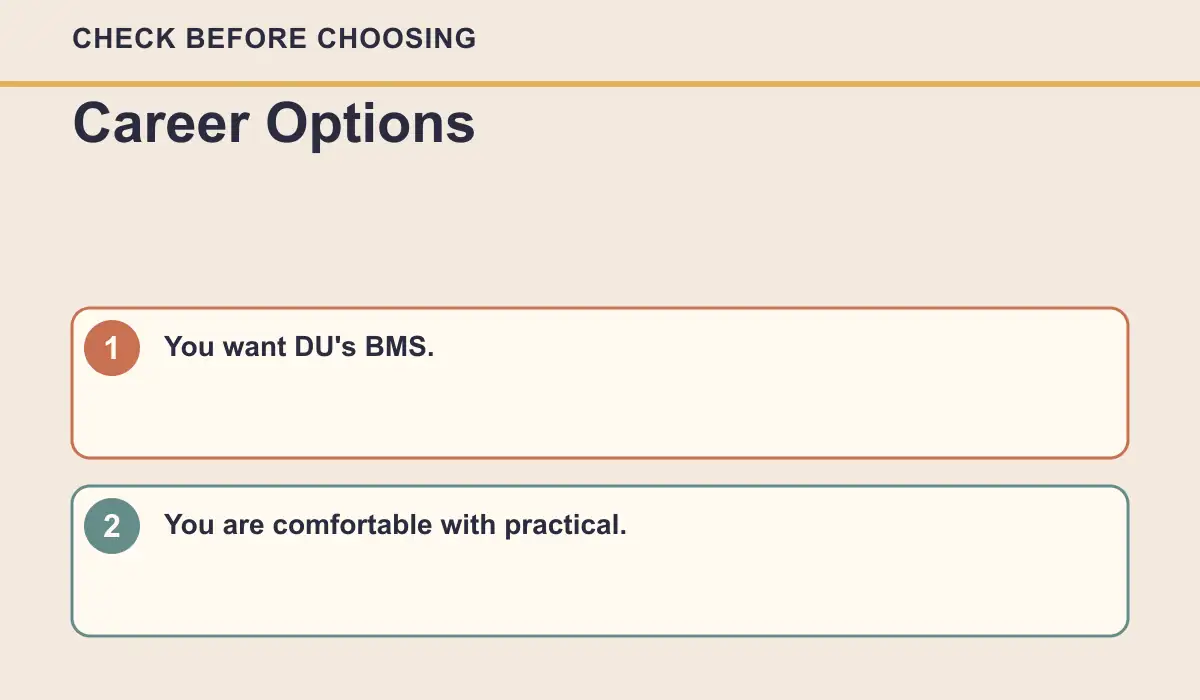 CHECK BEFORE CHOOSING
Career Options
1 You want DU's BMS.
2 You are comfortable with practical.